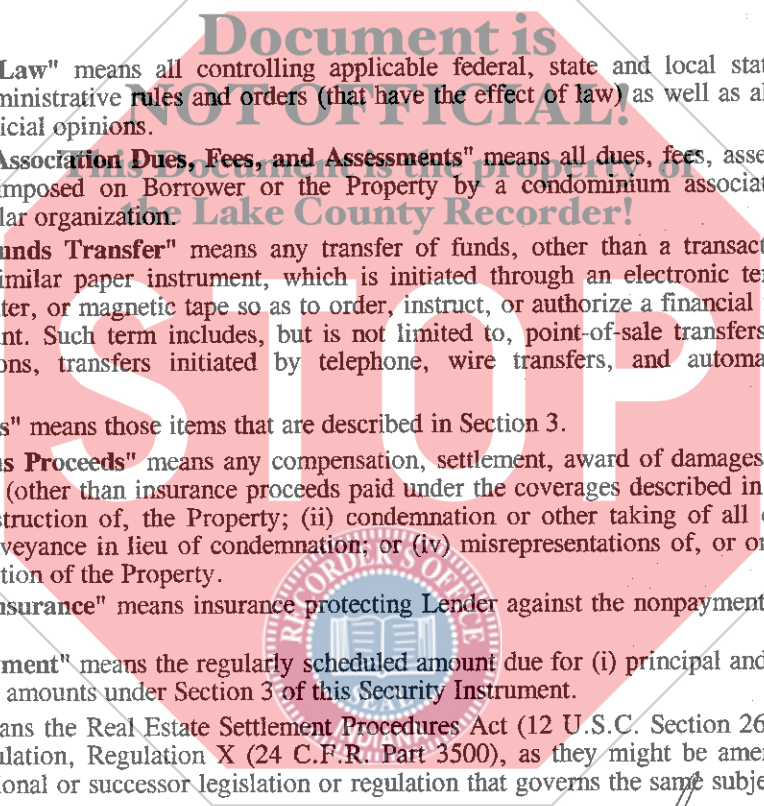 Document is
Law" means all controlling applicable federal, state and local stat
ministrative rules and orders (that have the effect of law) as well as al
NOT OFFICIAL!
icial opinions.
Association Dues, Fees, and Assessments" means all dues, fees, asse
This Document is the property of
imposed on Borrower or the Property by a condominium associat
lar organization.
the Lake County Recorder!
unds Transfer" means any transfer of funds, other than a transact
imilar paper instrument, which is initiated through an electronic te
ter, or magnetic tape so as to order, instruct, or authorize a financial
nt. Such term includes, but is not limited to, point-of-sale transfers
ons, transfers initiated by telephone, wire transfers, and automa
STOP
s" means those items that are described in Section 3.
us Proceeds" means any compensation, settlement, award of damages
(other than insurance proceeds paid under the coverages described in
struction of, the Property; (ii) condemnation or other taking of all
veyance in lieu of condemnation; or (iv) misrepresentations of, or o
tion of the Property.
RECORDER'S OFFICE
nsurance" means insurance protecting Lender against the nonpayment
yment" means the regularly scheduled amount due for (i) principal and
amounts under Section 3 of this Security Instrument.
SEAL
ans the Real Estate Settlement Procedures Act (12 U.S.C. Section 26
ulation, Regulation X (24 C.F.R. Part 3500), as they might be amen
ional or successor legislation or regulation that governs the same subje